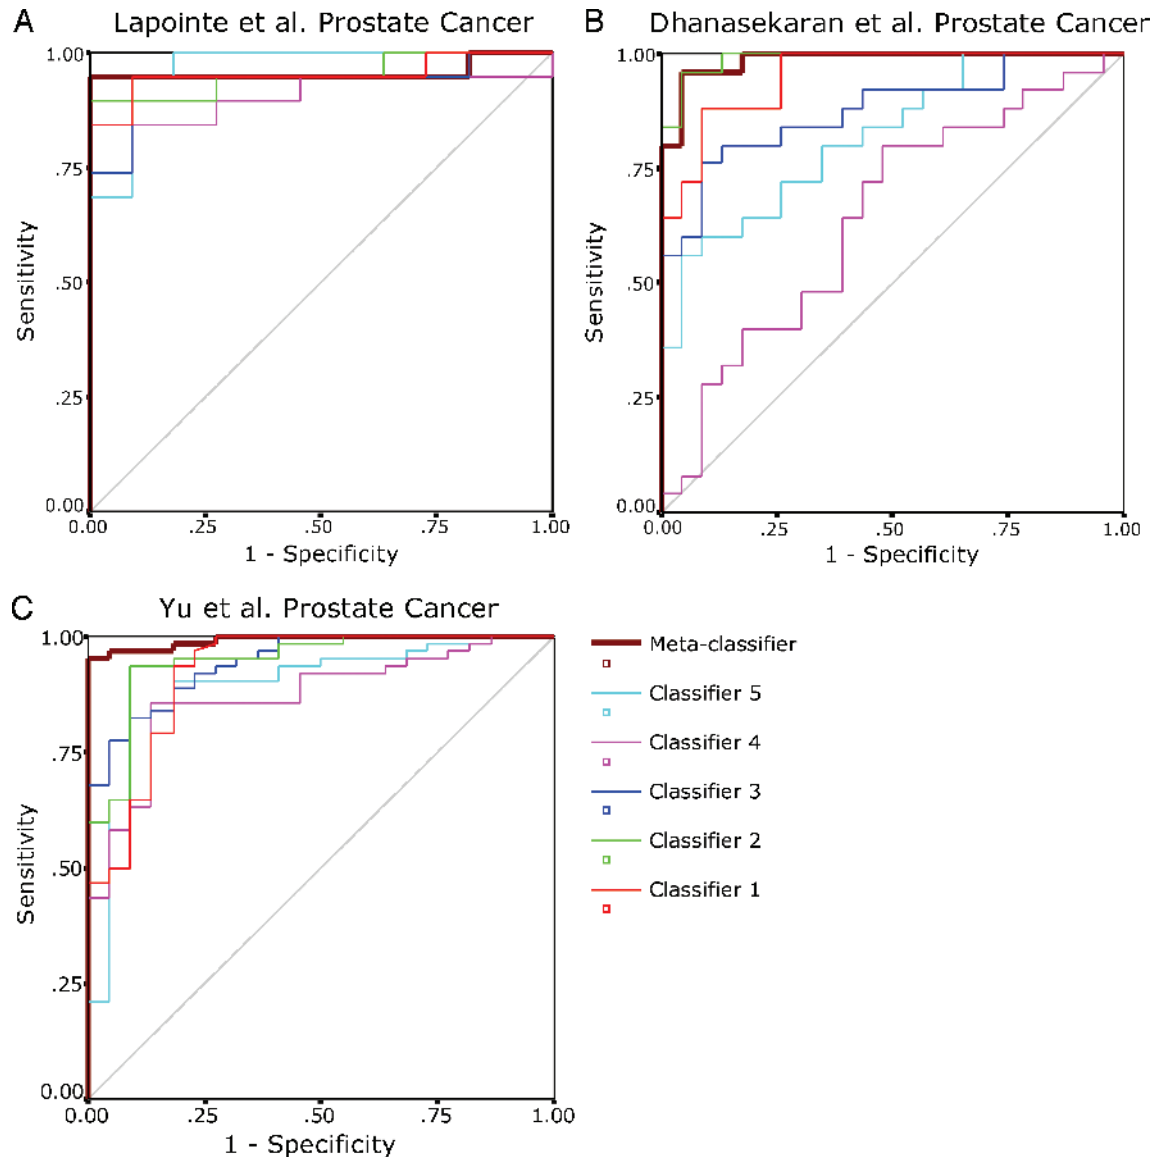 A
Lapointe et al. Prostate Cancer
1.00
.75
.50
.25
0.00
Sensitivity
0.00 .25 .50 .75 1.00
1 - Specificity
B
Dhanasekaran et al. Prostate Cancer
1.00
.75
.50
.25
0.00
Sensitivity
0.00 .25 .50 .75 1.00
1 - Specificity
C
Yu et al. Prostate Cancer
1.00
.75
.50
.25
0.00
Sensitivity
0.00 .25 .50 .75 1.00
1 - Specificity
Meta-classifier
Classifier 5
Classifier 4
Classifier 3
Classifier 2
Classifier 1